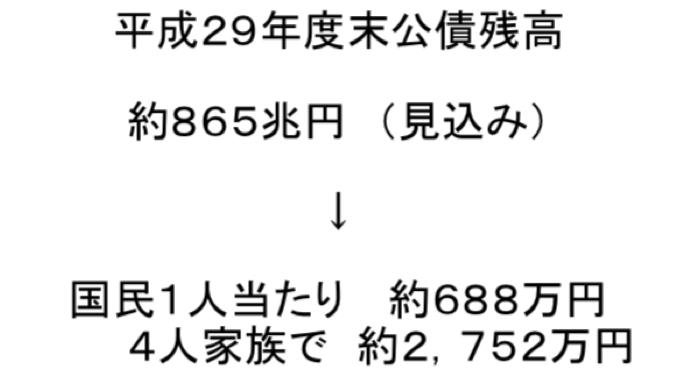 平成２９年度末公債残高
約８６５兆円　（見込み）
↓
国民１人当たり　約６８８万円
４人家族で　約２，７５２万円